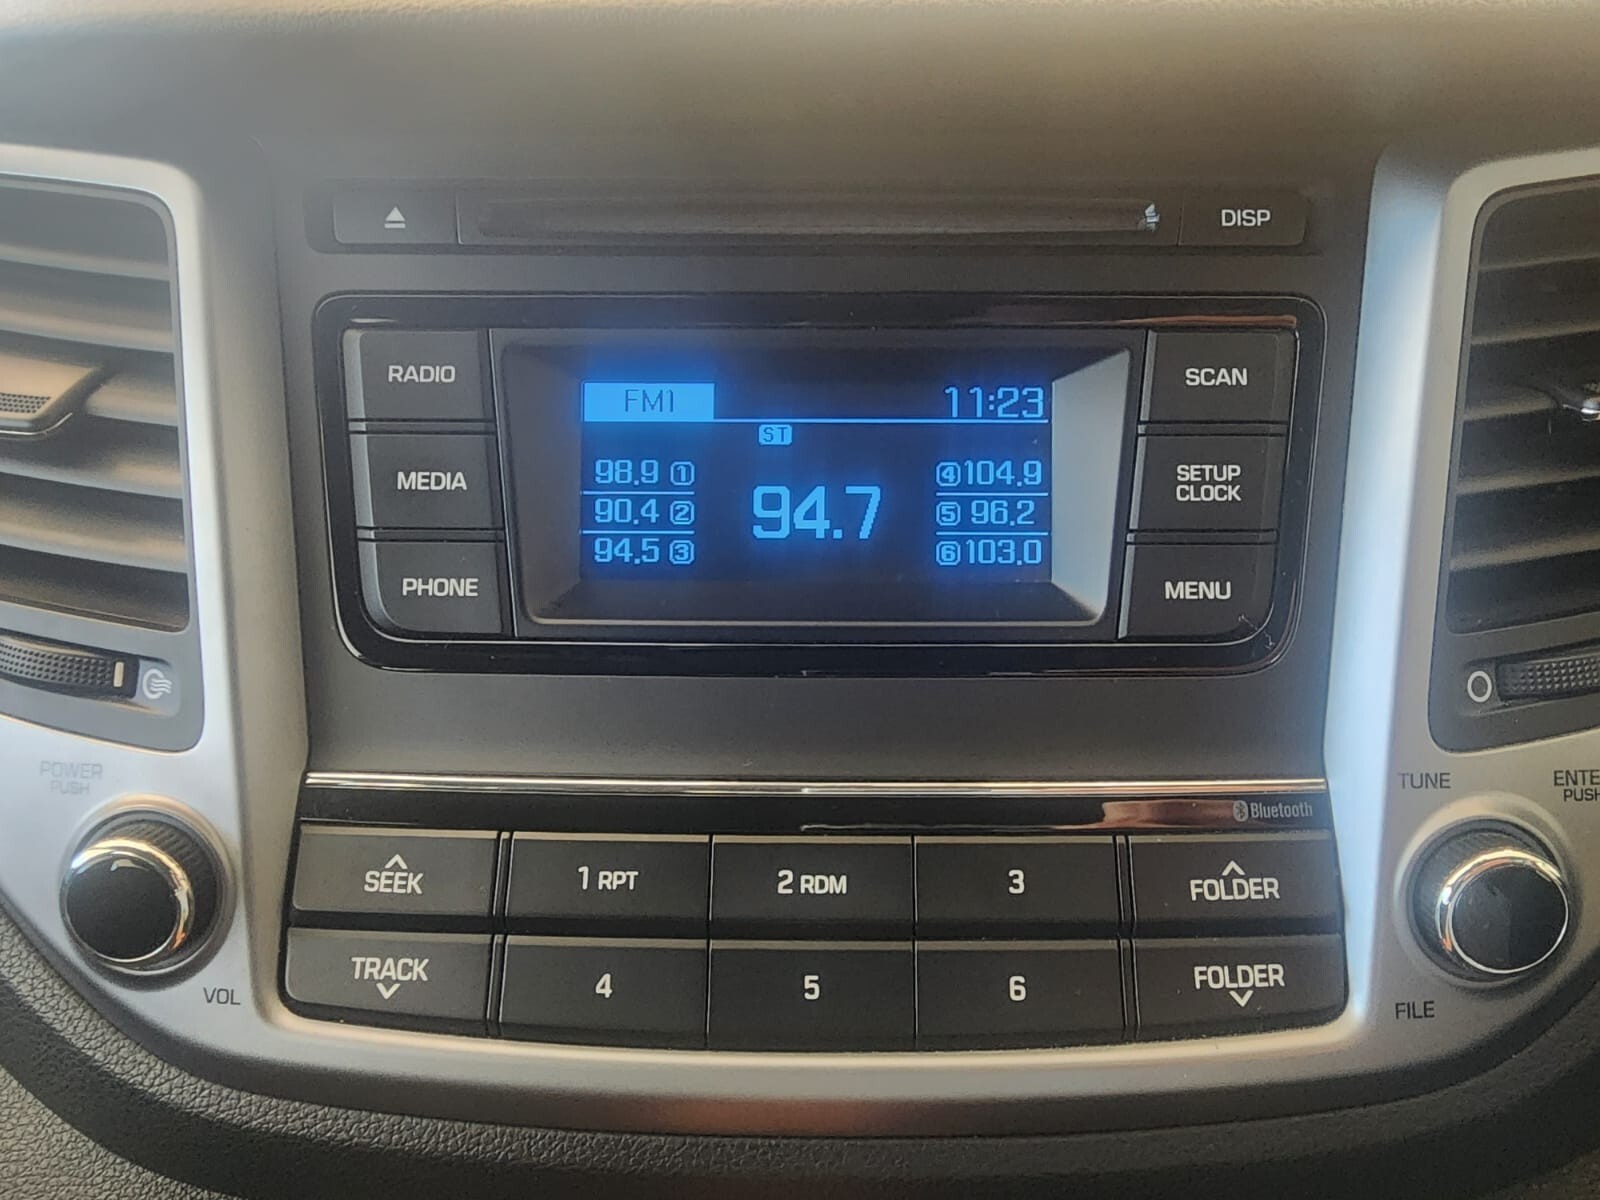 DISP
RADIO
MEDIA
PHONE
FM1 11:23
ST
98.9 1
90.4 2
94.5 3
94.7
4 104.9
5 96.2
6 103.0
SCAN
SETUP
CLOCK
MENU
POWER
PUSH
VOL
Bluetooth
SEEK
1 RPT
2 RDM
3
FOLDER
TRACK
4
5
6
FOLDER
TUNE
FILE
PUSH